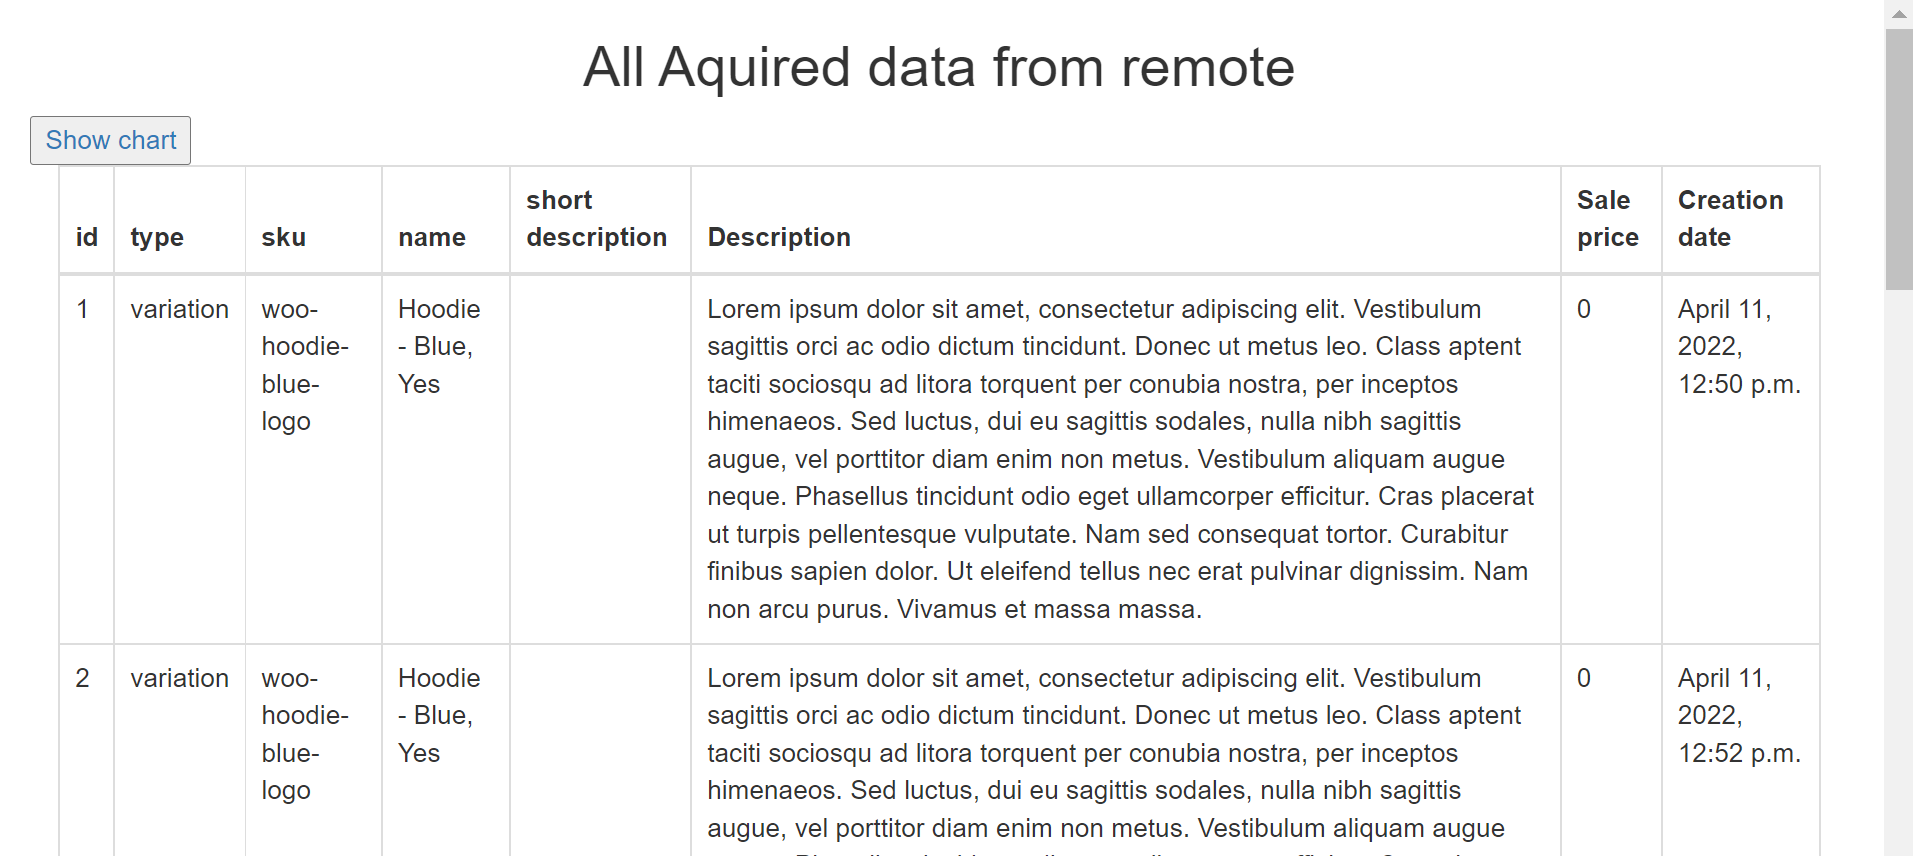 All Aquired data from remote
Show chart
id type sku name short description Description Sale price Creation date
1 variation woo-hoodie-blue-logo Hoodie - Blue, Yes
Lorem ipsum dolor sit amet, consectetur adipiscing elit. Vestibulum
sagittis orci ac odio dictum tincidunt. Donec ut metus leo. Class aptent
taciti sociosqu ad litora torquent per conubia nostra, per inceptos
himenaeos. Sed luctus, dui eu sagittis sodales, nulla nibh sagittis
augue, vel porttitor diam enim non metus. Vestibulum aliquam augue
neque. Phasellus tincidunt odio eget ullamcorper efficitur. Cras placerat
ut turpis pellentesque vulputate. Nam sed consequat tortor. Curabitur
finibus sapien dolor. Ut eleifend tellus nec erat pulvinar dignissim. Nam
non arcu purus. Vivamus et massa massa.
0
April 11,
2022,
12:50 p.m.
2 variation woo-hoodie-blue-logo Hoodie - Blue, Yes
Lorem ipsum dolor sit amet, consectetur adipiscing elit. Vestibulum
sagittis orci ac odio dictum tincidunt. Donec ut metus leo. Class aptent
taciti sociosqu ad litora torquent per conubia nostra, per inceptos
himenaeos. Sed luctus, dui eu sagittis sodales, nulla nibh sagittis
augue, vel porttitor diam enim non metus. Vestibulum aliquam augue
0
April 11,
2022,
12:52 p.m.